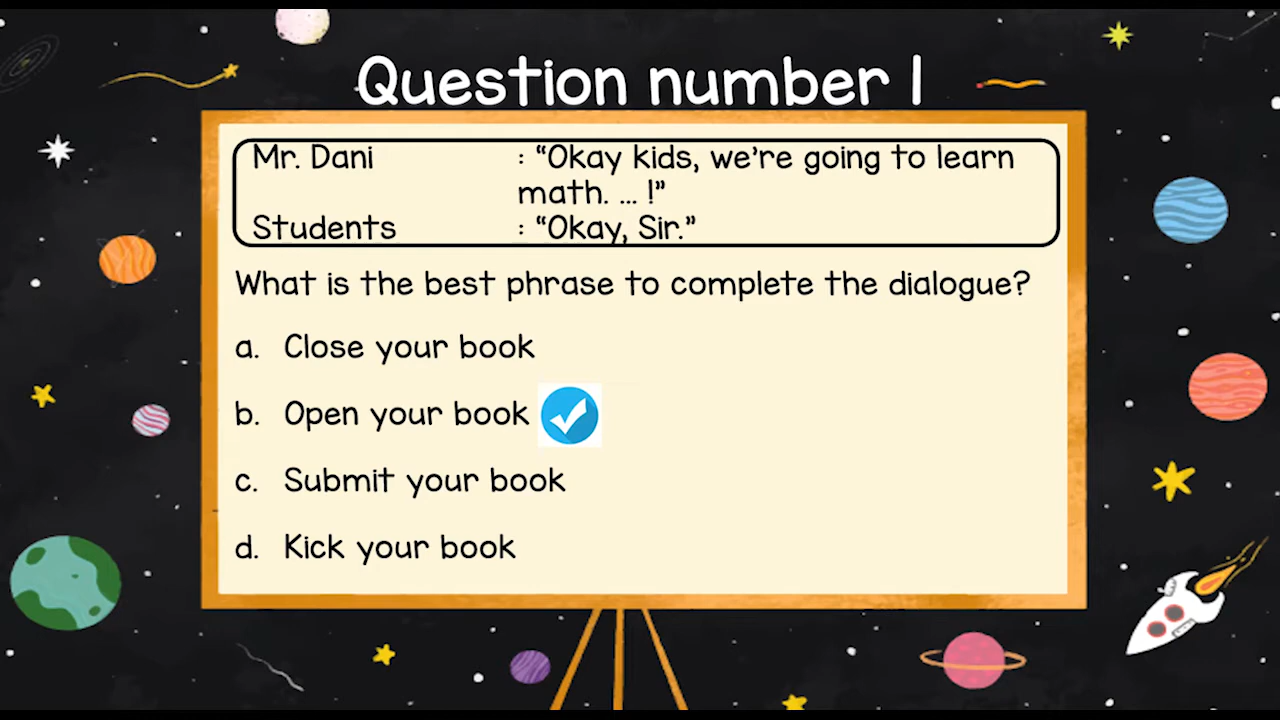 Question number 1
Mr. Dani : “Okay kids, we’re going to learn
math. ... !”
Students : “Okay, Sir.”
What is the best phrase to complete the dialogue?
a. Close your book
b. Open your book
c. Submit your book
d. Kick your book